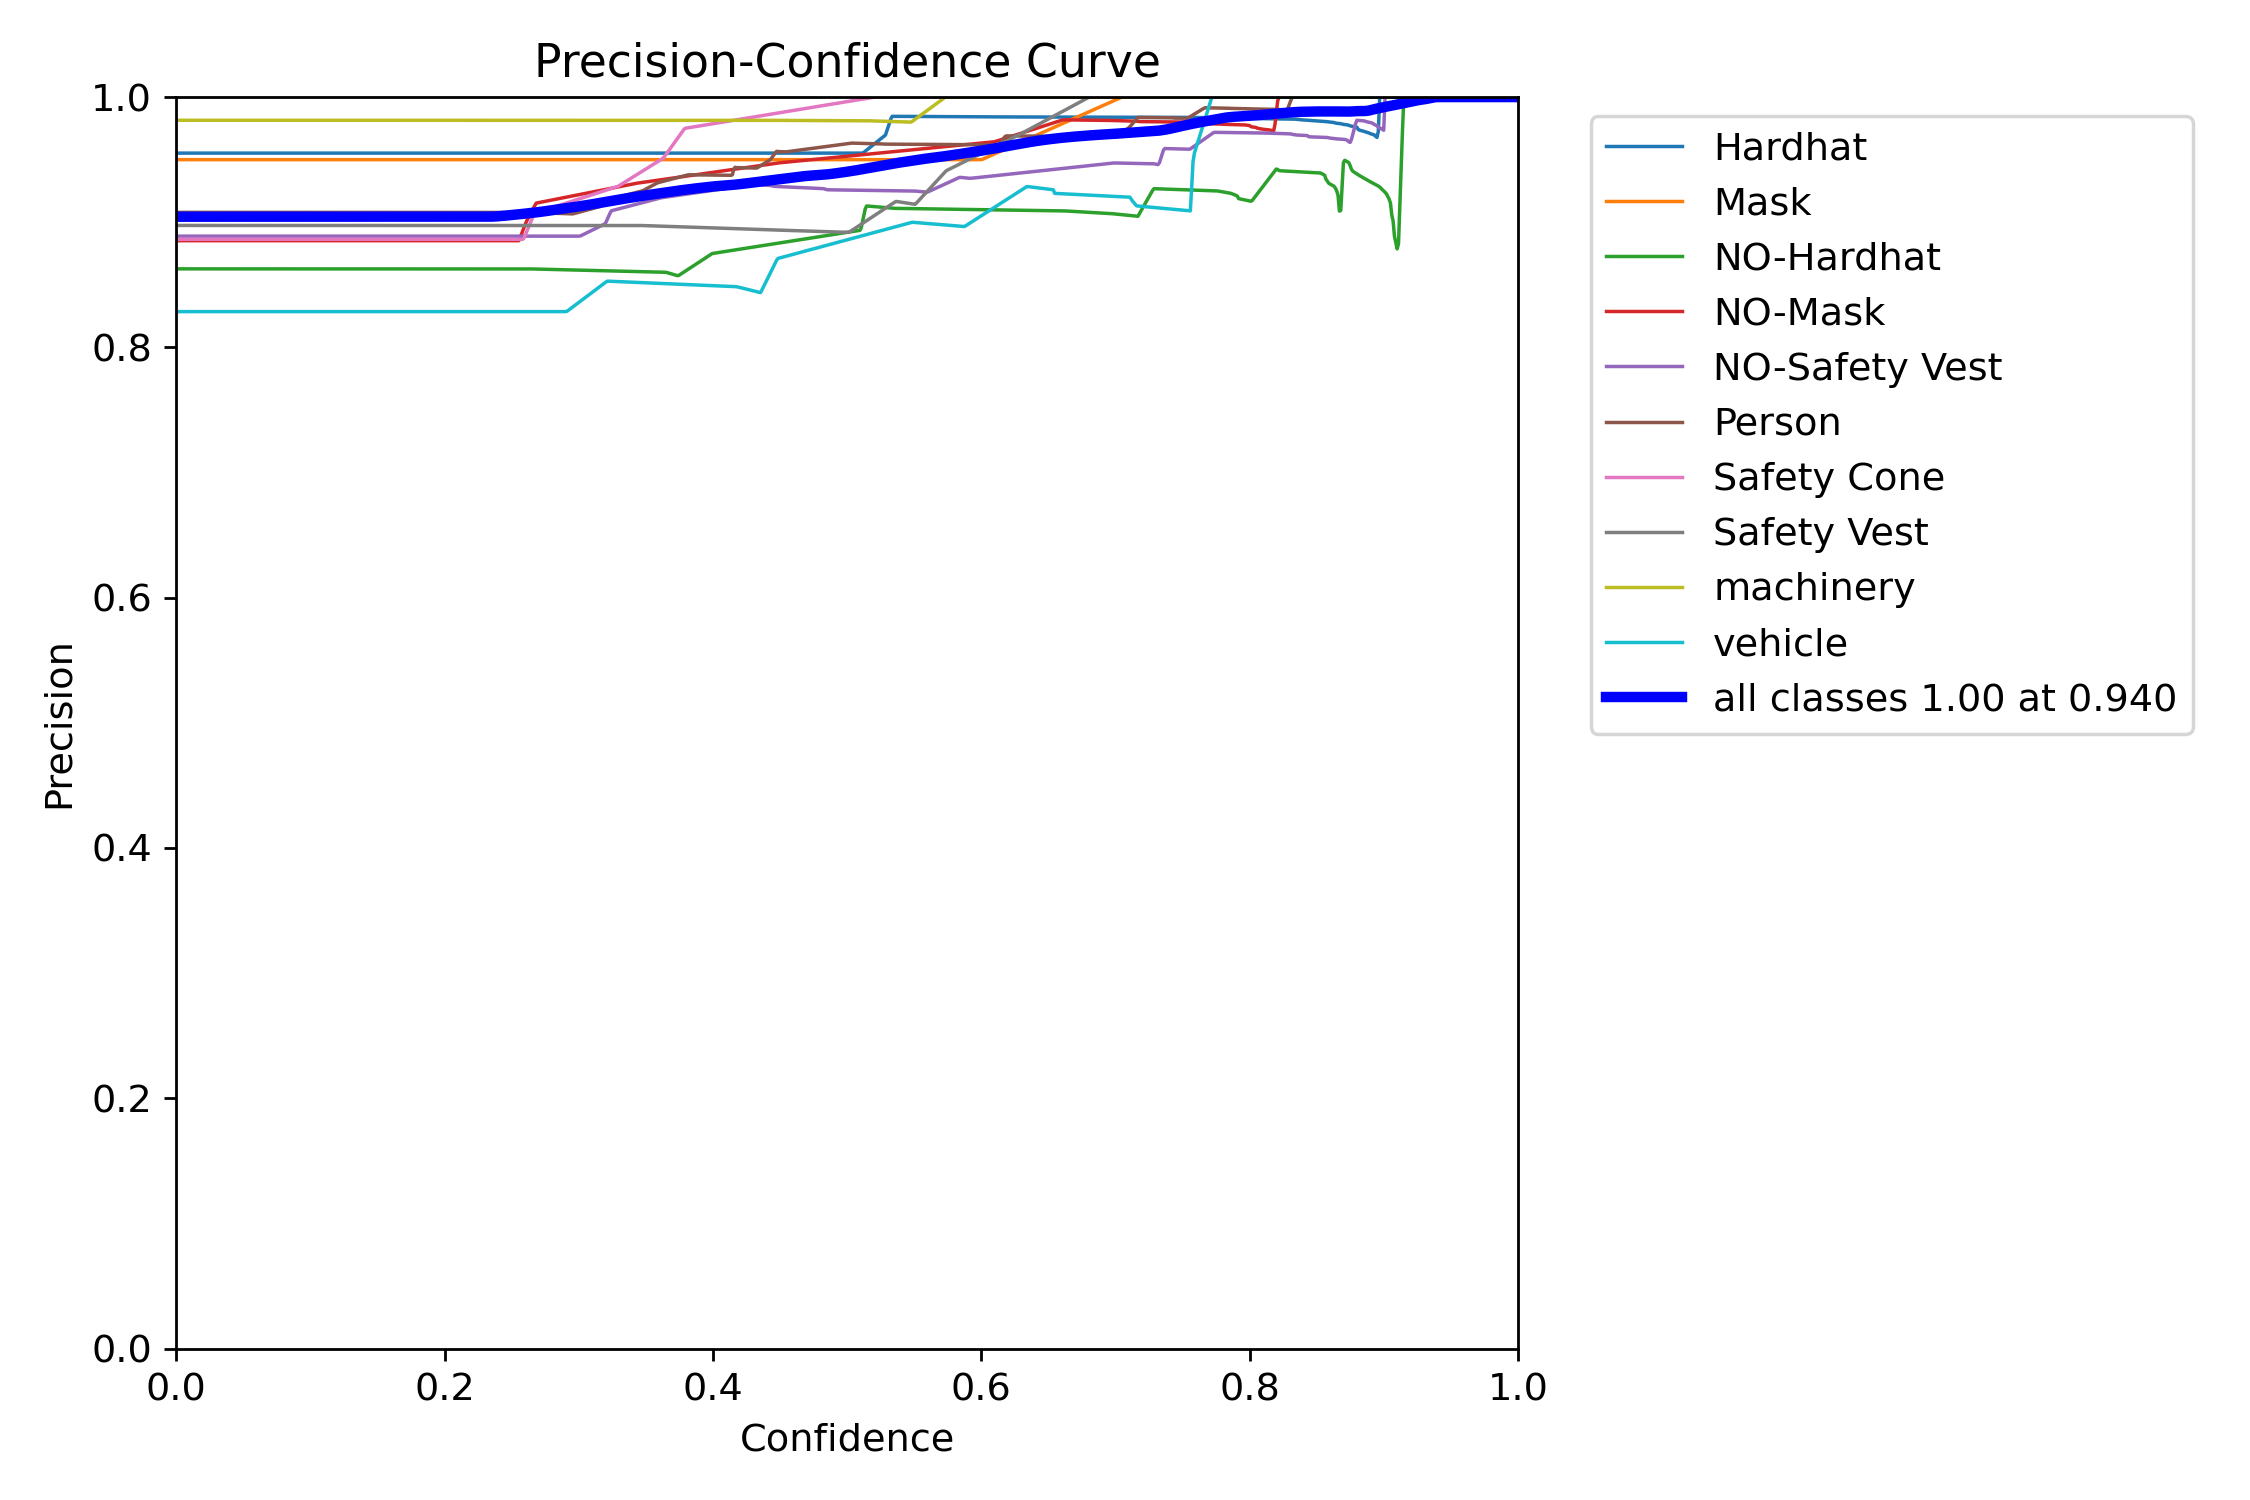 Precision-Confidence Curve
1.0
0.8
0.6
0.4
0.2
0.0
Precision
0.0 0.2 0.4 0.6 0.8 1.0
Confidence
Hardhat
Mask
NO-Hardhat
NO-Mask
NO-Safety Vest
Person
Safety Cone
Safety Vest
machinery
vehicle
all classes 1.00 at 0.940